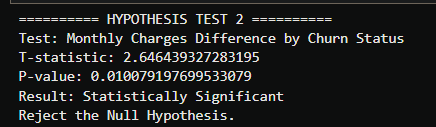 ========== HYPOTHESIS TEST 2 ==========
Test: Monthly Charges Difference by Churn Status
T-statistic: 2.646439327283195
P-value: 0.010079197699533079
Result: Statistically Significant
Reject the Null Hypothesis.